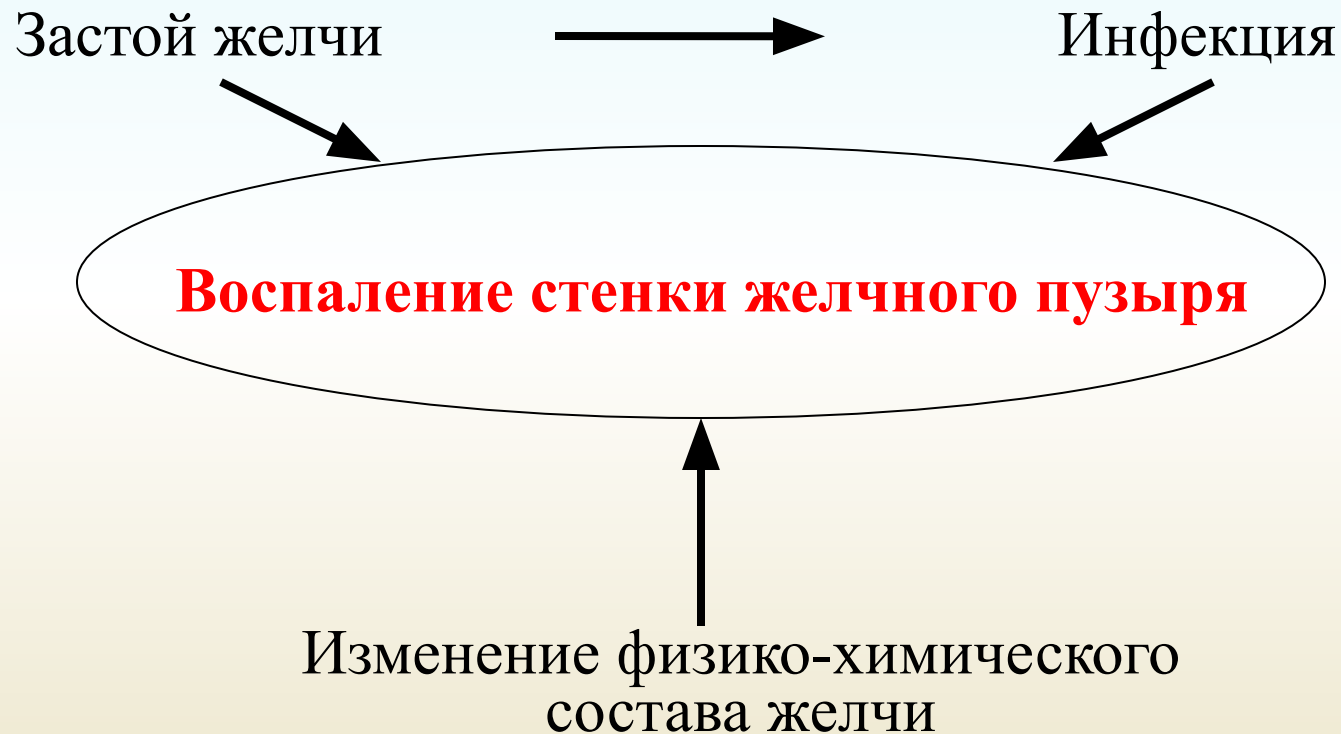 Застой желчи
Инфекция
Воспаление стенки желчного пузыря
Изменение физико-химического
состава желчи